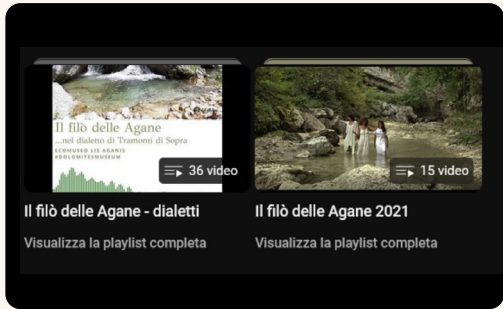 Il filò delle Agane
...nel dialetto di Tramonti di Sopra
ECOMUSEO LIS AGANIS
#DOLOMITESMUSEUM
36 video
15 video
Il filò delle Agane - dialetti
Il filò delle Agane 2021
Visualizza la playlist completa
Visualizza la playlist completa